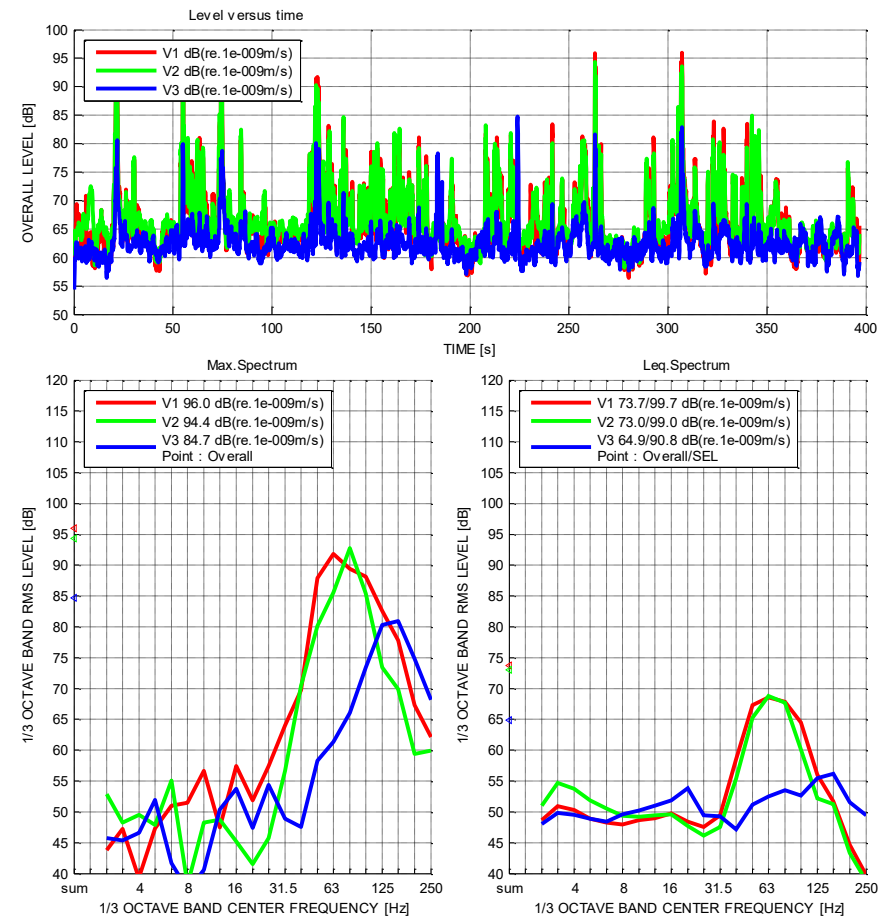 Level versus time
OVERALL LEVEL [dB]
100
95
90
85
80
75
70
65
60
55
50
V1 dB(re.1e-009m/s)
V2 dB(re.1e-009m/s)
V3 dB(re.1e-009m/s)
0 50 100 150 200 250 300 350 400
TIME [s]
Max.Spectrum
1/3 OCTAVE BAND RMS LEVEL [dB]
120
115
110
105
100
95
90
85
80
75
70
65
60
55
50
45
40
V1 96.0 dB(re.1e-009m/s)
V2 94.4 dB(re.1e-009m/s)
V3 84.7 dB(re.1e-009m/s)
Point : Overall
sum 4 8 16 31.5 63 125 250
1/3 OCTAVE BAND CENTER FREQUENCY [Hz]
Leq.Spectrum
1/3 OCTAVE BAND RMS LEVEL [dB]
120
115
110
105
100
95
90
85
80
75
70
65
60
55
50
45
40
V1 73.7/99.7 dB(re.1e-009m/s)
V2 73.0/99.0 dB(re.1e-009m/s)
V3 64.9/90.8 dB(re.1e-009m/s)
Point : Overall/SEL
sum 4 8 16 31.5 63 125 250
1/3 OCTAVE BAND CENTER FREQUENCY [Hz]